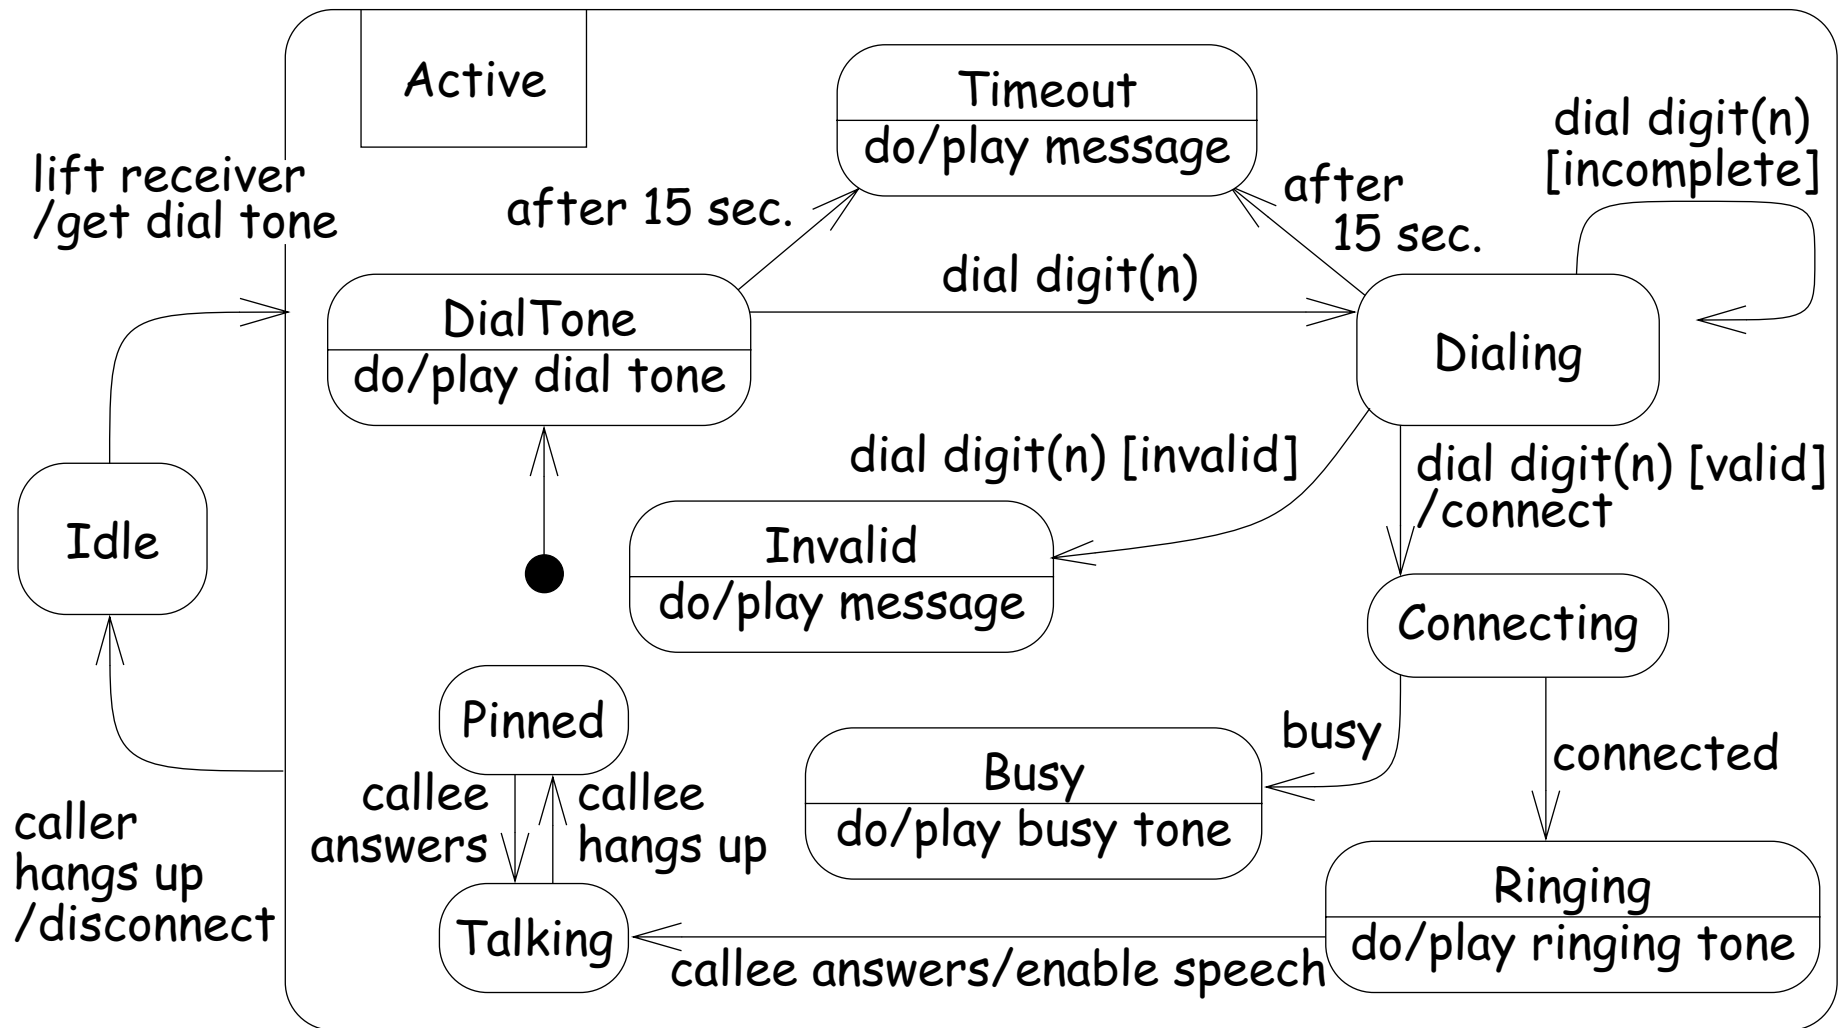 Active
Timeout
do/play message
dial digit(n)
[incomplete]
lift receiver
/get dial tone
after 15 sec.
after
15 sec.
dial digit(n)
DialTone
do/play dial tone
Dialing
dial digit(n) [invalid]
dial digit(n) [valid]
/connect
Idle
Invalid
do/play message
Connecting
Pinned
busy
connected
Busy
do/play busy tone
callee
answers
callee
hangs up
caller
hangs up
/disconnect
Ringing
do/play ringing tone
Talking
callee answers/enable speech